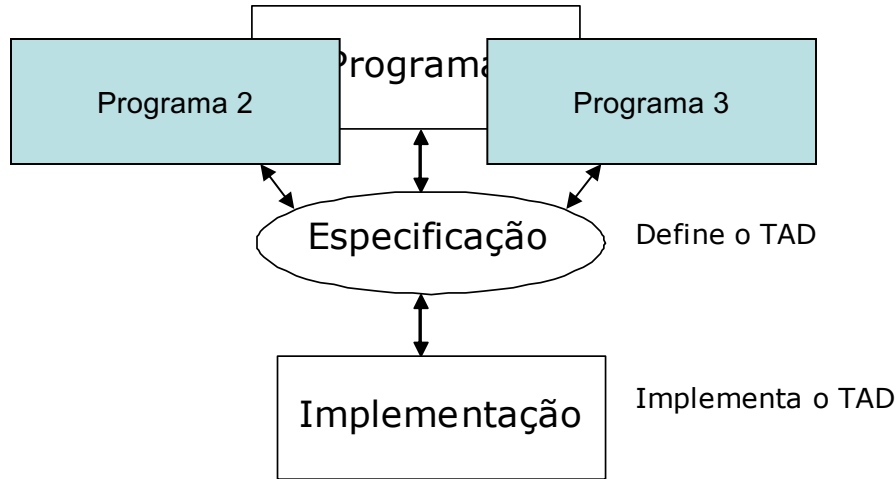 Programa
Programa 2
Programa 3
Especificação
Define o TAD
Implementação
Implementa o TAD